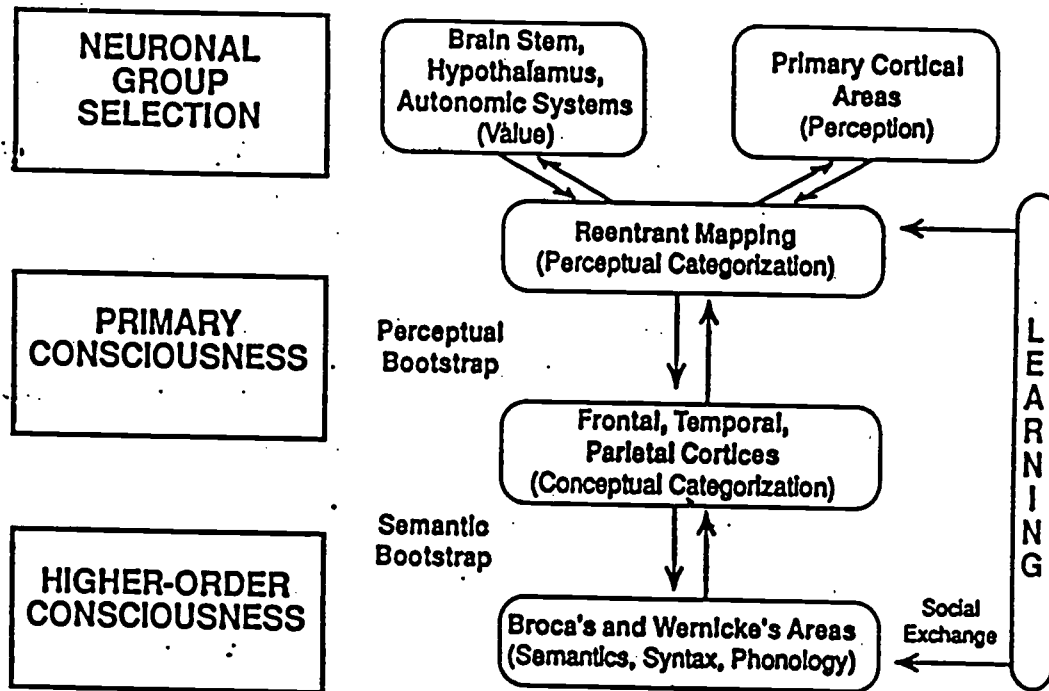 NEURONAL
GROUP
SELECTION
Brain Stem,
Hypothalamus,
Autonomic Systems
(Value)
Primary Cortical
Areas
(Perception)
Reentrant Mapping
(Perceptual Categorization)
PRIMARY
CONSCIOUSNESS
Perceptual
Bootstrap
Frontal, Temporal,
Parietal Cortices
(Conceptual Categorization)
Semantic
Bootstrap
HIGHER-ORDER
CONSCIOUSNESS
Broca's and Wernicke's Areas
(Semantics, Syntax, Phonology)
Social
Exchange
LEARNING